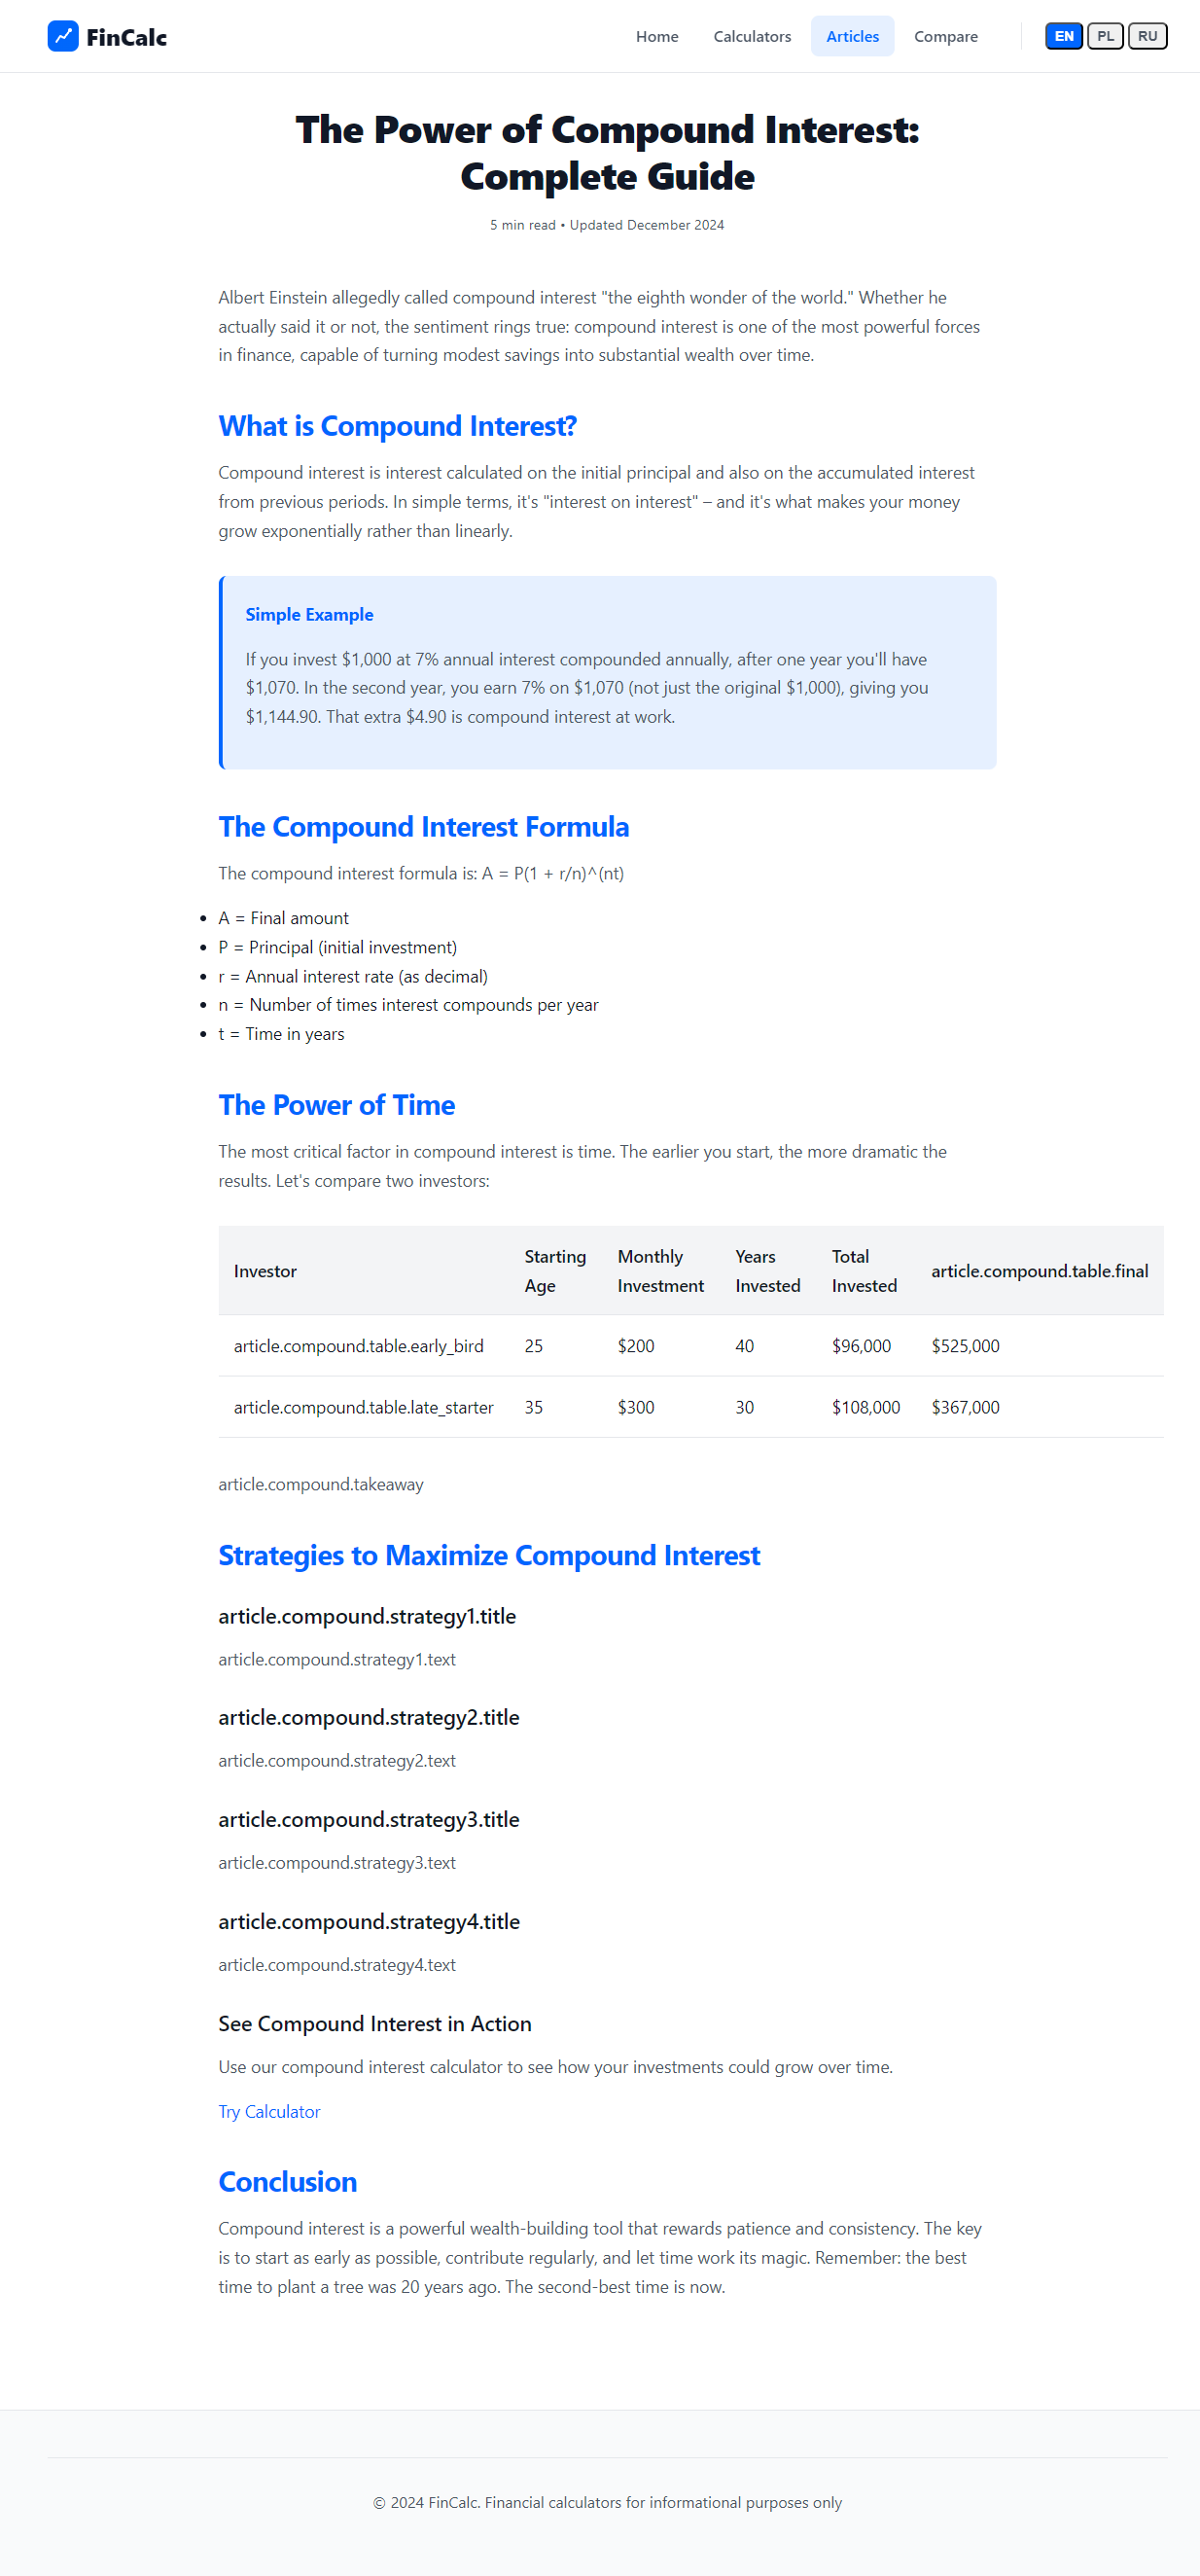 FinCalc
Home Calculators Articles Compare EN PL RU
The Power of Compound Interest:
Complete Guide
5 min read • Updated December 2024
Albert Einstein allegedly called compound interest "the eighth wonder of the world." Whether he
actually said it or not, the sentiment rings true: compound interest is one of the most powerful forces
in finance, capable of turning modest savings into substantial wealth over time.
What is Compound Interest?
Compound interest is interest calculated on the initial principal and also on the accumulated interest
from previous periods. In simple terms, it's "interest on interest" – and it's what makes your money
grow exponentially rather than linearly.
Simple Example
If you invest $1,000 at 7% annual interest compounded annually, after one year you'll have
$1,070. In the second year, you earn 7% on $1,070 (not just the original $1,000), giving you
$1,144.90. That extra $4.90 is compound interest at work.
The Compound Interest Formula
The compound interest formula is: A = P(1 + r/n)^(nt)
• A = Final amount
• P = Principal (initial investment)
• r = Annual interest rate (as decimal)
• n = Number of times interest compounds per year
• t = Time in years
The Power of Time
The most critical factor in compound interest is time. The earlier you start, the more dramatic the
results. Let's compare two investors:
Investor Starting Age Monthly Investment Years Invested Total Invested article.compound.table.final
article.compound.table.early_bird 25 $200 40 $96,000 $525,000
article.compound.table.late_starter 35 $300 30 $108,000 $367,000
article.compound.takeaway
Strategies to Maximize Compound Interest
article.compound.strategy1.title
article.compound.strategy1.text
article.compound.strategy2.title
article.compound.strategy2.text
article.compound.strategy3.title
article.compound.strategy3.text
article.compound.strategy4.title
article.compound.strategy4.text
See Compound Interest in Action
Use our compound interest calculator to see how your investments could grow over time.
Try Calculator
Conclusion
Compound interest is a powerful wealth-building tool that rewards patience and consistency. The key
is to start as early as possible, contribute regularly, and let time work its magic. Remember: the best
time to plant a tree was 20 years ago. The second-best time is now.
© 2024 FinCalc. Financial calculators for informational purposes only